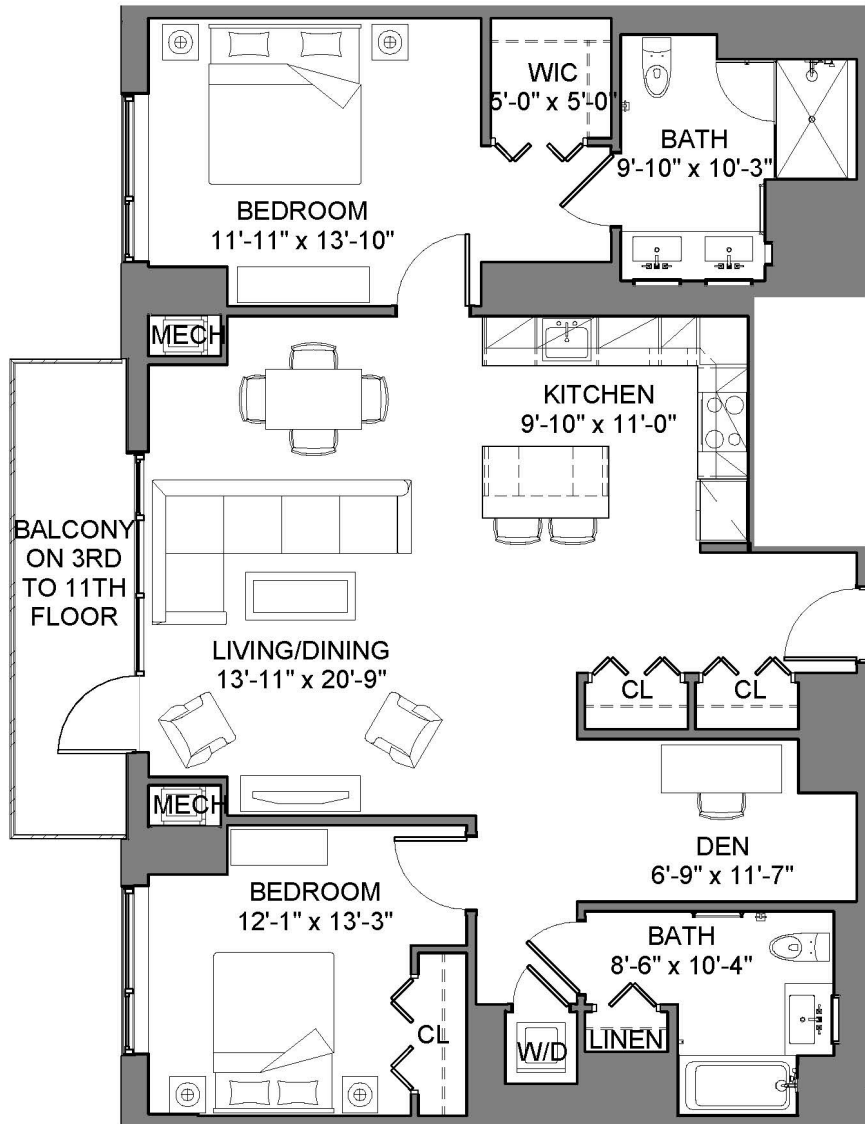 WIC
5'-0" x 5'-0"
BATH
9'-10" x 10'-3"
BEDROOM
11'-11" x 13'-10"
MECH
KITCHEN
9'-10" x 11'-0"
BALCONY
ON 3RD
TO 11TH
FLOOR
LIVING/DINING
13'-11" x 20'-9"
CL
CL
MECH
DEN
6'-9" x 11'-7"
BEDROOM
12'-1" x 13'-3"
BATH
8'-6" x 10'-4"
CL
W/D
LINEN